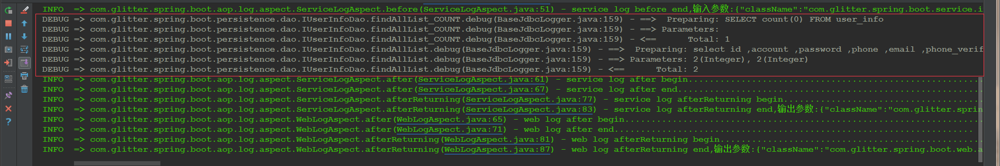 INFO  => com.glitter.spring.boot.aop.log.aspect.ServiceLogAspect.before(ServiceLogAspect.java:51) - service log before end,输入参数:{"className":"com.glitter.spring.boot.service.i
DEBUG => com.glitter.spring.boot.persistence.dao.IUserInfoDao.findAllList_COUNT.debug(BaseJdbcLogger.java:159) - ==>  Preparing: SELECT count(0) FROM user_info
DEBUG => com.glitter.spring.boot.persistence.dao.IUserInfoDao.findAllList_COUNT.debug(BaseJdbcLogger.java:159) - ==> Parameters:
DEBUG => com.glitter.spring.boot.persistence.dao.IUserInfoDao.findAllList_COUNT.debug(BaseJdbcLogger.java:159) - <==      Total: 1
DEBUG => com.glitter.spring.boot.persistence.dao.IUserInfoDao.findAllList.debug(BaseJdbcLogger.java:159) - ==>  Preparing: select id ,account ,password ,phone ,email ,phone_verif
DEBUG => com.glitter.spring.boot.persistence.dao.IUserInfoDao.findAllList.debug(BaseJdbcLogger.java:159) - ==> Parameters: 2(Integer), 2(Integer)
DEBUG => com.glitter.spring.boot.persistence.dao.IUserInfoDao.findAllList.debug(BaseJdbcLogger.java:159) - <==      Total: 2
INFO  => com.glitter.spring.boot.aop.log.aspect.ServiceLogAspect.after(ServiceLogAspect.java:61) - service log after begin........................................................
INFO  => com.glitter.spring.boot.aop.log.aspect.ServiceLogAspect.after(ServiceLogAspect.java:67) - service log after end..........................................................
INFO  => com.glitter.spring.boot.aop.log.aspect.ServiceLogAspect.afterReturning(ServiceLogAspect.java:77) - service log afterReturning begin......................................
INFO  => com.glitter.spring.boot.aop.log.aspect.ServiceLogAspect.afterReturning(ServiceLogAspect.java:83) - service log afterReturning end,输出参数:{"className":"com.glitter.sprin
INFO  => com.glitter.spring.boot.aop.log.aspect.WebLogAspect.after(WebLogAspect.java:65) - web log after begin....................................................................
INFO  => com.glitter.spring.boot.aop.log.aspect.WebLogAspect.after(WebLogAspect.java:71) - web log after end....................................................................
INFO  => com.glitter.spring.boot.aop.log.aspect.WebLogAspect.afterReturning(WebLogAspect.java:81) - web log afterReturning begin..................................................
INFO  => com.glitter.spring.boot.aop.log.aspect.WebLogAspect.afterReturning(WebLogAspect.java:87) - web log afterReturning end,输出参数:{"className":"com.glitter.spring.boot.web.a